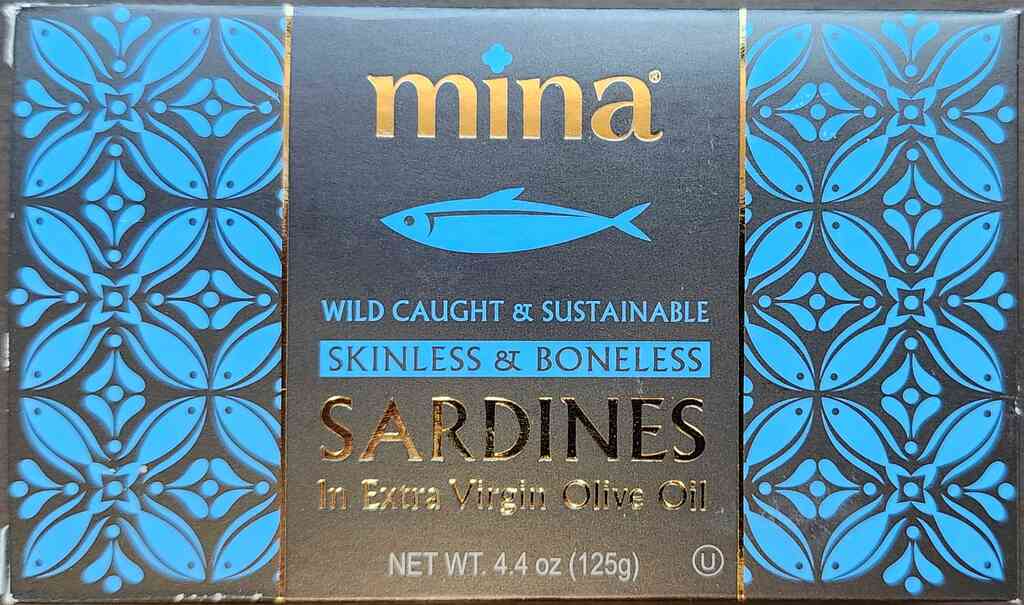 mina®
WILD CAUGHT & SUSTAINABLE
SKINLESS & BONELESS
SARDINES
In Extra Virgin Olive Oil
NET WT. 4.4 oz (125g) U